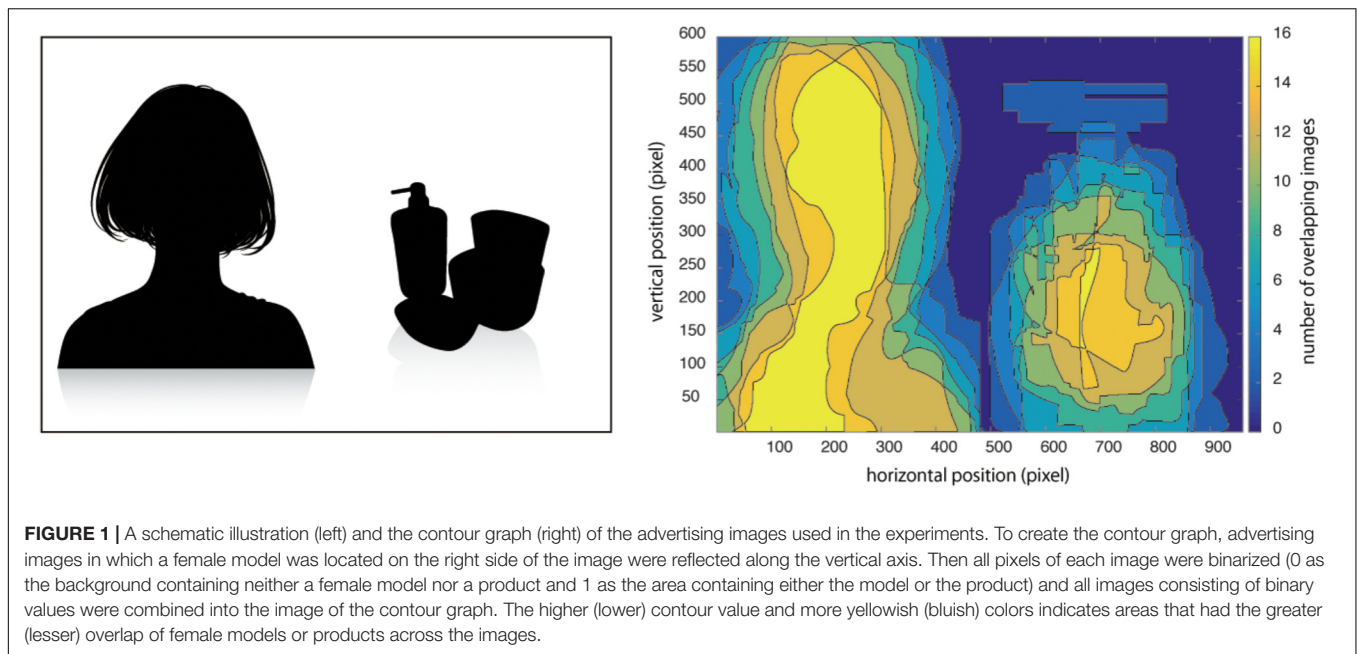 600
550
500
450
400
350
300
250
200
150
100
50
vertical position (pixel)
100 200 300 400 500 600 700 800 900
horizontal position (pixel)
16
14
12
10
8
6
4
2
0
number of overlapping images
FIGURE 1 | A schematic illustration (left) and the contour graph (right) of the advertising images used in the experiments. To create the contour graph, advertising
images in which a female model was located on the right side of the image were reflected along the vertical axis. Then all pixels of each image were binarized (0 as
the background containing neither a female model nor a product and 1 as the area containing either the model or the product) and all images consisting of binary
values were combined into the image of the contour graph. The higher (lower) contour value and more yellowish (bluish) colors indicates areas that had the greater
(lesser) overlap of female models or products across the images.